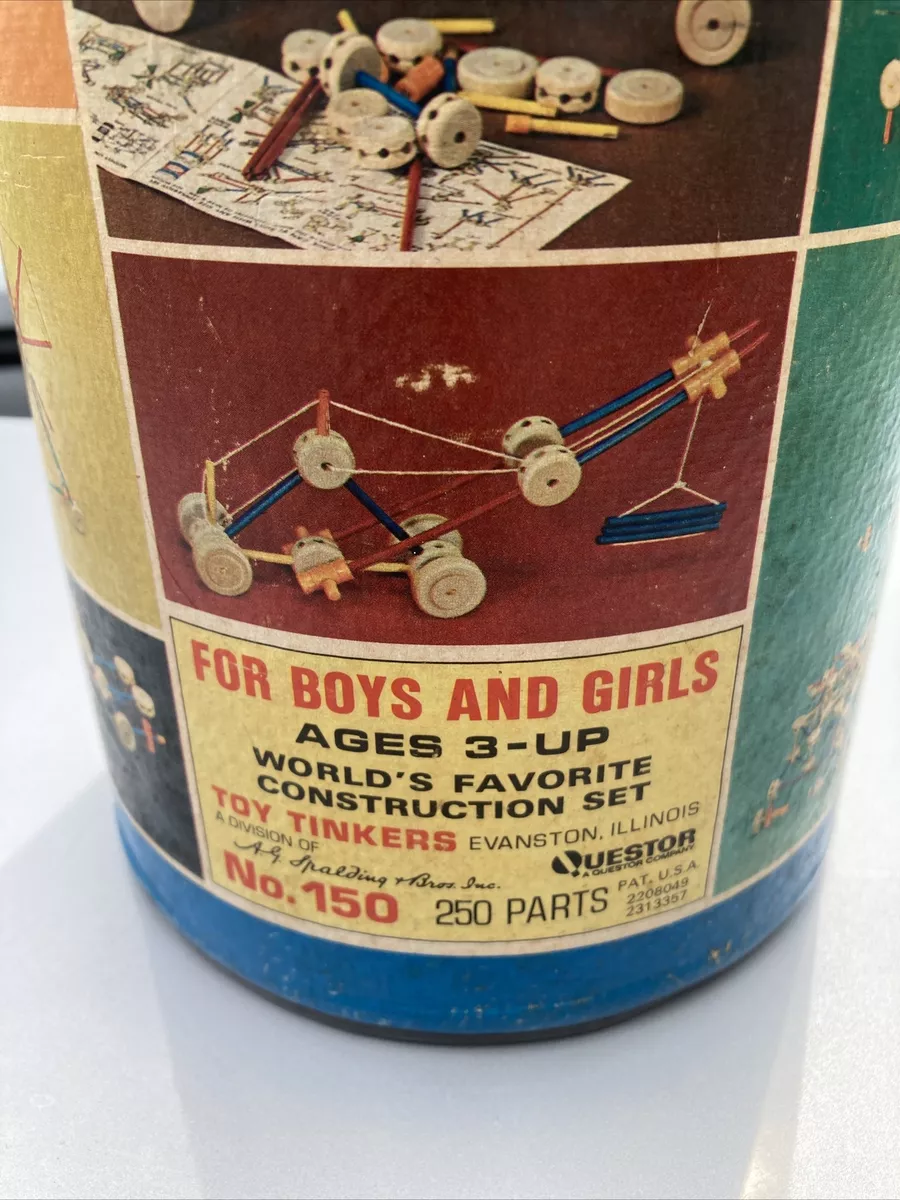 FOR BOYS AND GIRLS
AGES 3-UP
WORLD'S FAVORITE
CONSTRUCTION SET
TOY TINKERS EVANSTON, ILLINOIS
A DIVISION OF
A.G. Spalding & Bros. Inc.
QUESTOR
A QUESTOR COMPANY
No. 150 250 PARTS
PAT. U.S.A.
2208049
2313357